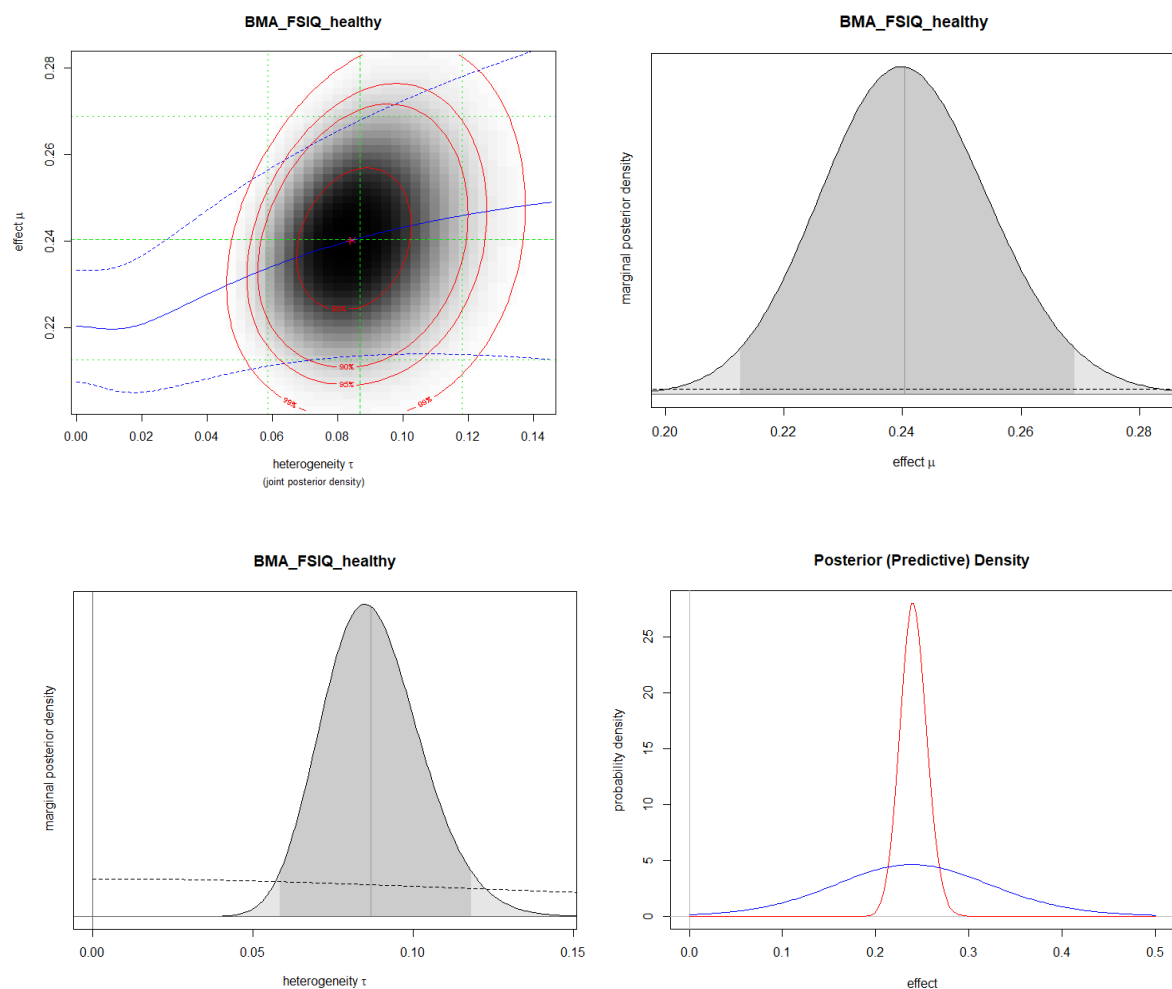 BMA_FSIQ_healthy
effect μ
0.28
0.26
0.24
0.22
50%
90%
95%
99%
99%
0.00 0.02 0.04 0.06 0.08 0.10 0.12 0.14
heterogeneity τ
(joint posterior density)
BMA_FSIQ_healthy
marginal posterior density
0.20 0.22 0.24 0.26 0.28
effect μ
BMA_FSIQ_healthy
marginal posterior density
0.00 0.05 0.10 0.15
heterogeneity τ
Posterior (Predictive) Density
probability density
25
20
15
10
5
0
0.0 0.1 0.2 0.3 0.4 0.5
effect